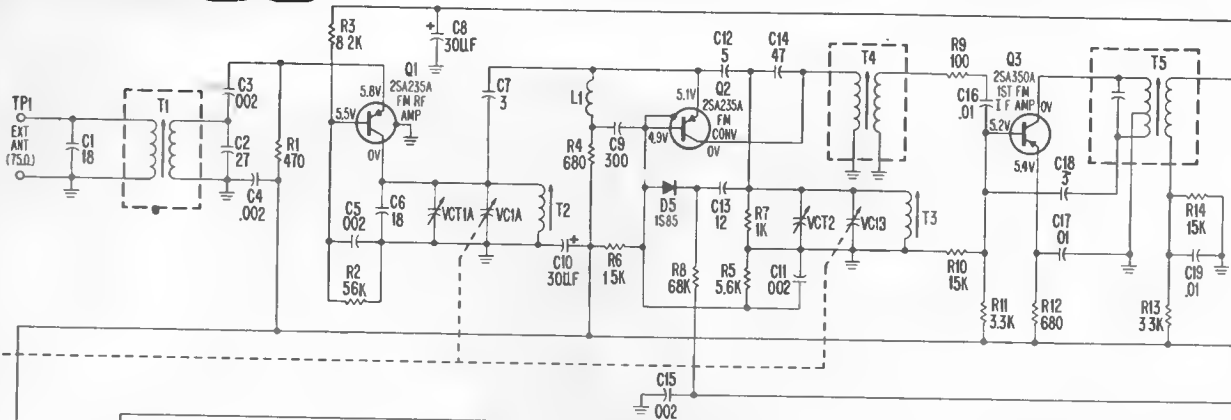 TP1
EXT
ANT
(75Ω)
C1
18
T1
C3
002
C2
27
C4
.002
R1
470
R3
8.2K
C8
30UF
Q1
2SA235A
FM RF
AMP
5.8V
5.5V
0V
C5
002
C6
18
R2
56K
VCT1A
VC1A
T2
C7
3
C10
30UF
L1
R4
680
C9
300
R6
1.5K
Q2
2SA235A
FM
CONV
5.1V
4.9V
0V
C12
5
C14
47
D5
1S85
C13
12
R8
68K
R7
1K
R5
5.6K
C11
002
VCT2
VC13
T3
C15
002
T4
R9
100
C16
.01
R10
15K
R11
3.3K
Q3
2SA350A
1ST FM
I F AMP
0V
5.2V
5.4V
C18
3
C17
01
R12
680
T5
R14
15K
C19
.01
R13
3.3K